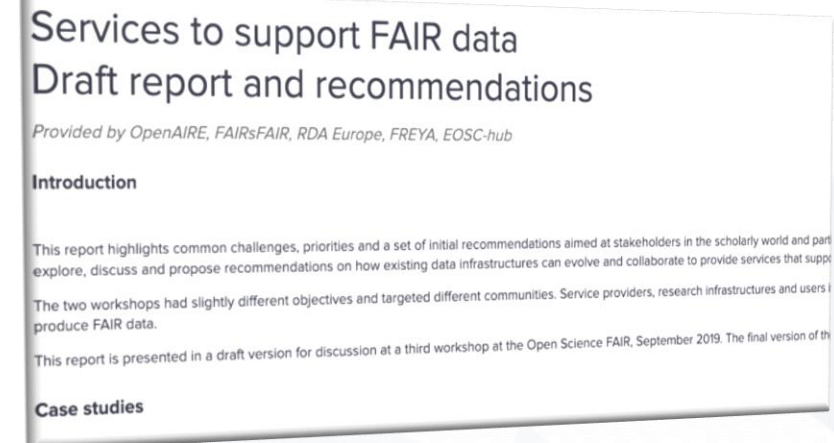 Services to support FAIR data
Draft report and recommendations
Provided by OpenAIRE, FAIRsFAIR, RDA Europe, FREYA, EOSC-hub
Introduction
This report highlights common challenges, priorities and a set of initial recommendations aimed at stakeholders in the scholarly world and
explore, discuss and propose recommendations on how existing data infrastructures can evolve and collaborate to provide services that
The two workshops had slightly different objectives and targeted different communities. Service providers, research infrastructures and users
produce FAIR data.
This report is presented in a draft version for discussion at a third workshop at the Open Science FAIR, September 2019. The final version of
Case studies